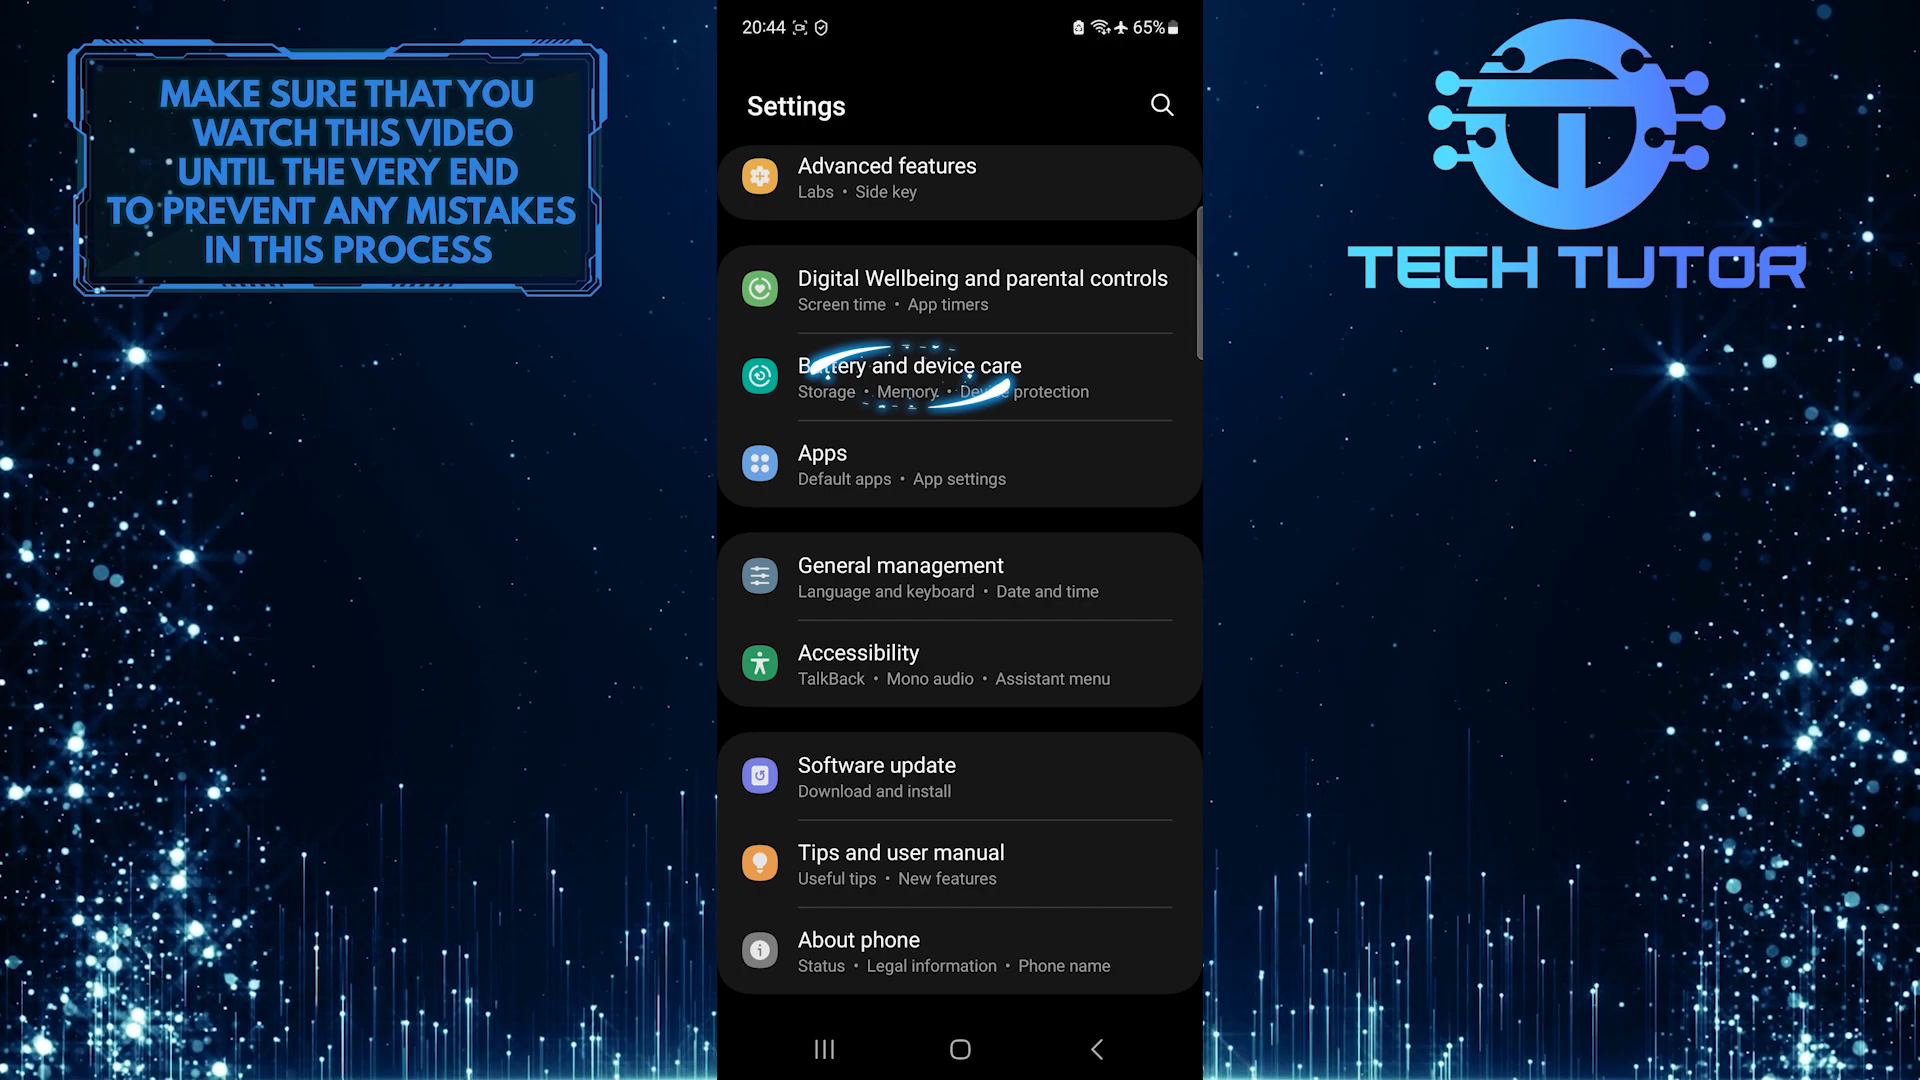 MAKE SURE THAT YOU
WATCH THIS VIDEO
UNTIL THE VERY END
TO PREVENT ANY MISTAKES
IN THIS PROCESS
20:44
65%
Settings
Advanced features
Labs • Side key
Digital Wellbeing and parental controls
Screen time • App timers
Battery and device care
Storage • Memory • Device protection
Apps
Default apps • App settings
General management
Language and keyboard • Date and time
Accessibility
TalkBack • Mono audio • Assistant menu
Software update
Download and install
Tips and user manual
Useful tips • New features
About phone
Status • Legal information • Phone name
TECH TUTOR